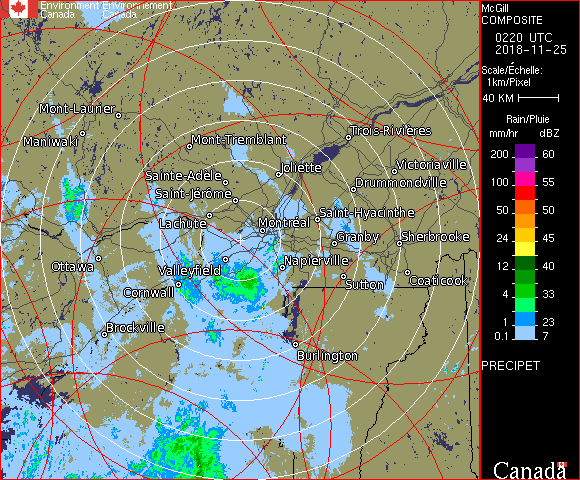 Environment Environnement
Canada Canada
Mont-Laurier
Maniwaki
Mont-Tremblant
Trois-Rivières
Joliette
Victoriaville
Sainte-Adèle
Drummondville
Saint-Jérôme
Saint-Hyacinthe
Lachute
Montréal
Granby
Sherbrooke
Ottawa
Valleyfield
Napierville
Sutton
Coaticook
Cornwall
Brockville
Burlington
McGill
COMPOSITE
0220 UTC
2018-11-25
Scale/Échelle:
1km/Pixel
40 KM
Rain/Pluie
mm/hr dBZ
200 60
100 55
50 50
24 45
12 40
4 33
0.5 23
0.1 7
PRECIPET
Canada